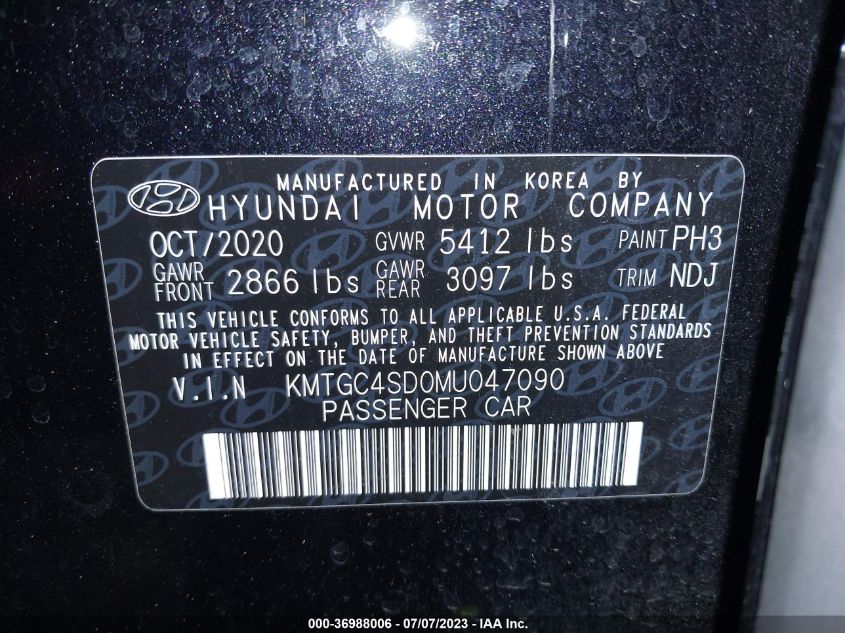 MANUFACTURED IN KOREA BY
HYUNDAI MOTOR COMPANY
OCT/2020 GVWR 5412 lbs PAINT PH3
GAWR FRONT 2866 lbs GAWR REAR 3097 lbs TRIM NDJ
THIS VEHICLE CONFORMS TO ALL APPLICABLE U.S.A. FEDERAL
MOTOR VEHICLE SAFETY, BUMPER, AND THEFT PREVENTION STANDARDS
IN EFFECT ON THE DATE OF MANUFACTURE SHOWN ABOVE
V.I.N KMTGC4SD0MU047090
PASSENGER CAR
000-36988006 - 07/07/2023 - IAA Inc.